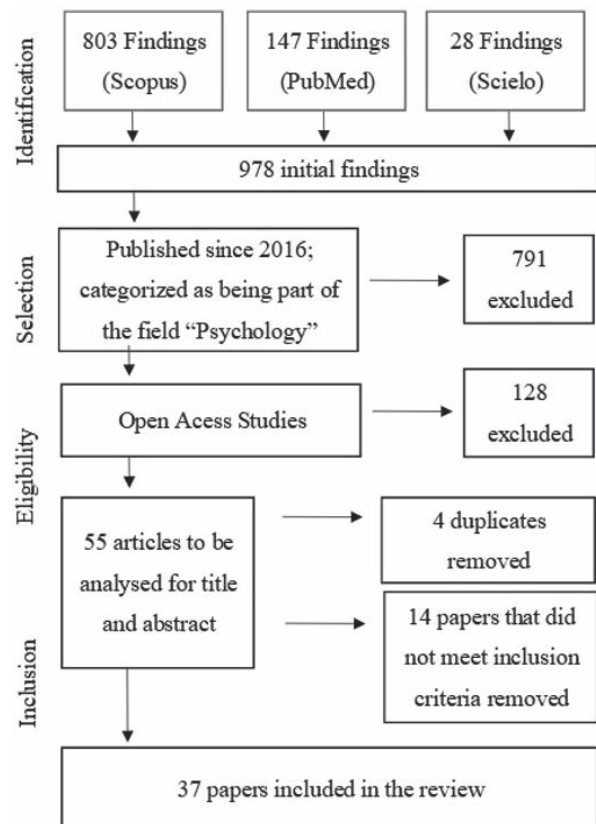 Identification
803 Findings
(Scopus)
147 Findings
(PubMed)
28 Findings
(Scielo)
978 initial findings
Selection
Published since 2016;
categorized as being part of
the field “Psychology”
791
excluded
Eligibility
Open Acess Studies
128
excluded
55 articles to be
analysed for title
and abstract
4 duplicates
removed
14 papers that did
not meet inclusion
criteria removed
Inclusion
37 papers included in the review